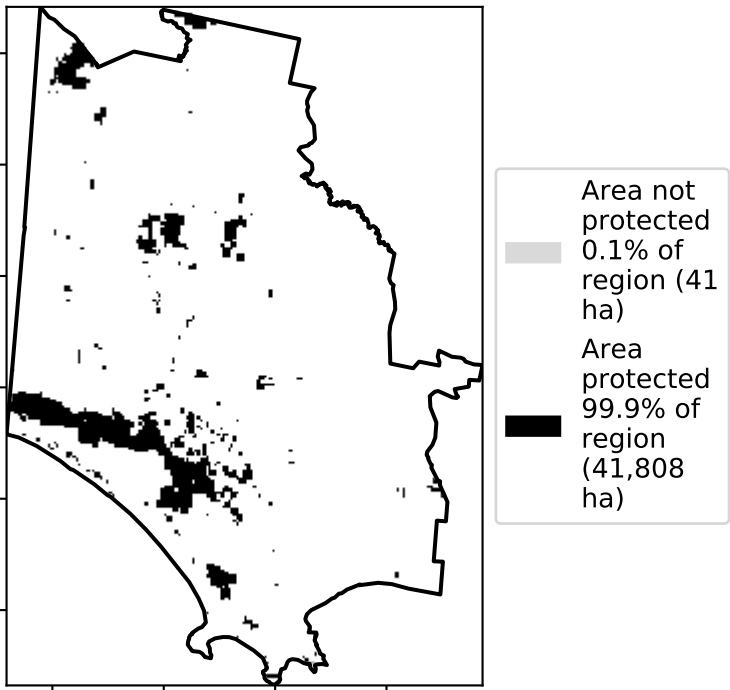 Area not
protected
0.1% of
region (41
ha)
Area
protected
99.9% of
region
(41,808
ha)